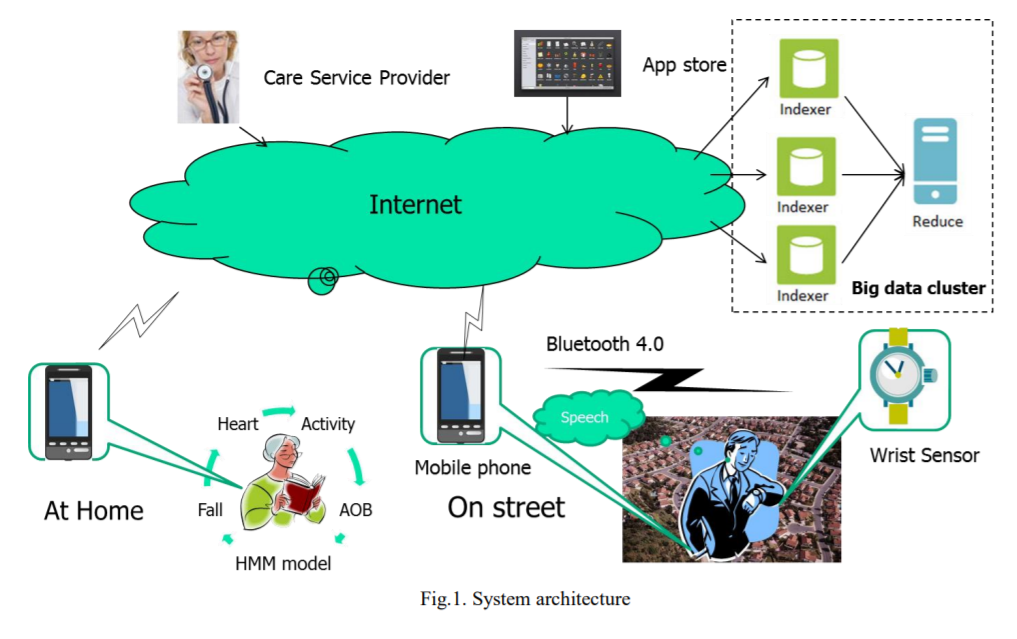 Care Service Provider
App store
Indexer
Internet
Indexer
Reduce
Indexer
Big data cluster
Bluetooth 4.0
Speech
Heart
Activity
Mobile phone
Wrist Sensor
At Home
Fall
AOB
On street
HMM model
Fig.1. System architecture